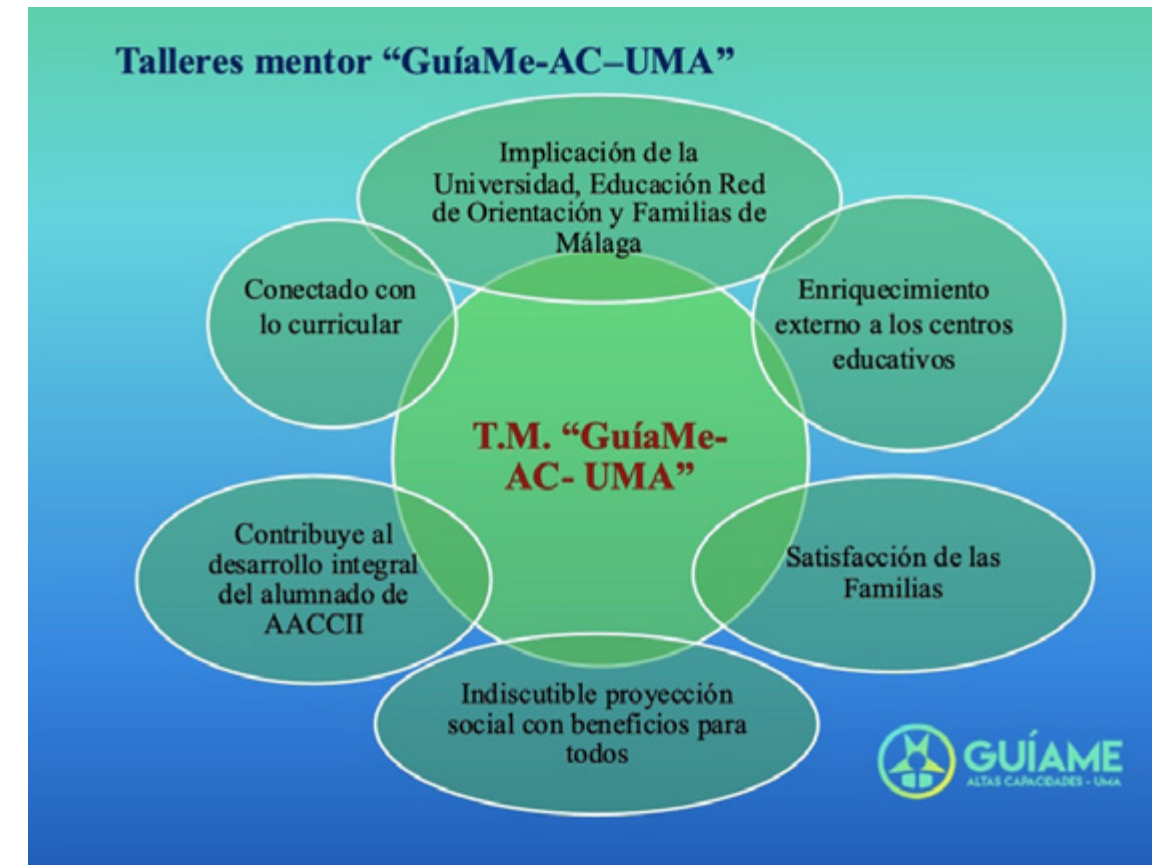 Talleres mentor “GuíaMe-AC–UMA”
Implicación de la
Universidad, Educación Red
de Orientación y Familias de
Málaga
Conectado con
lo curricular
Enriquecimiento
externo a los centros
educativos
T.M. “GuíaMe-
AC- UMA”
Contribuye al
desarrollo integral
del alumnado de
AACCII
Satisfacción de las
Familias
Indiscutible proyección
social con beneficios para
todos
GUÍAME
ALTAS CAPACIDADES - UMA